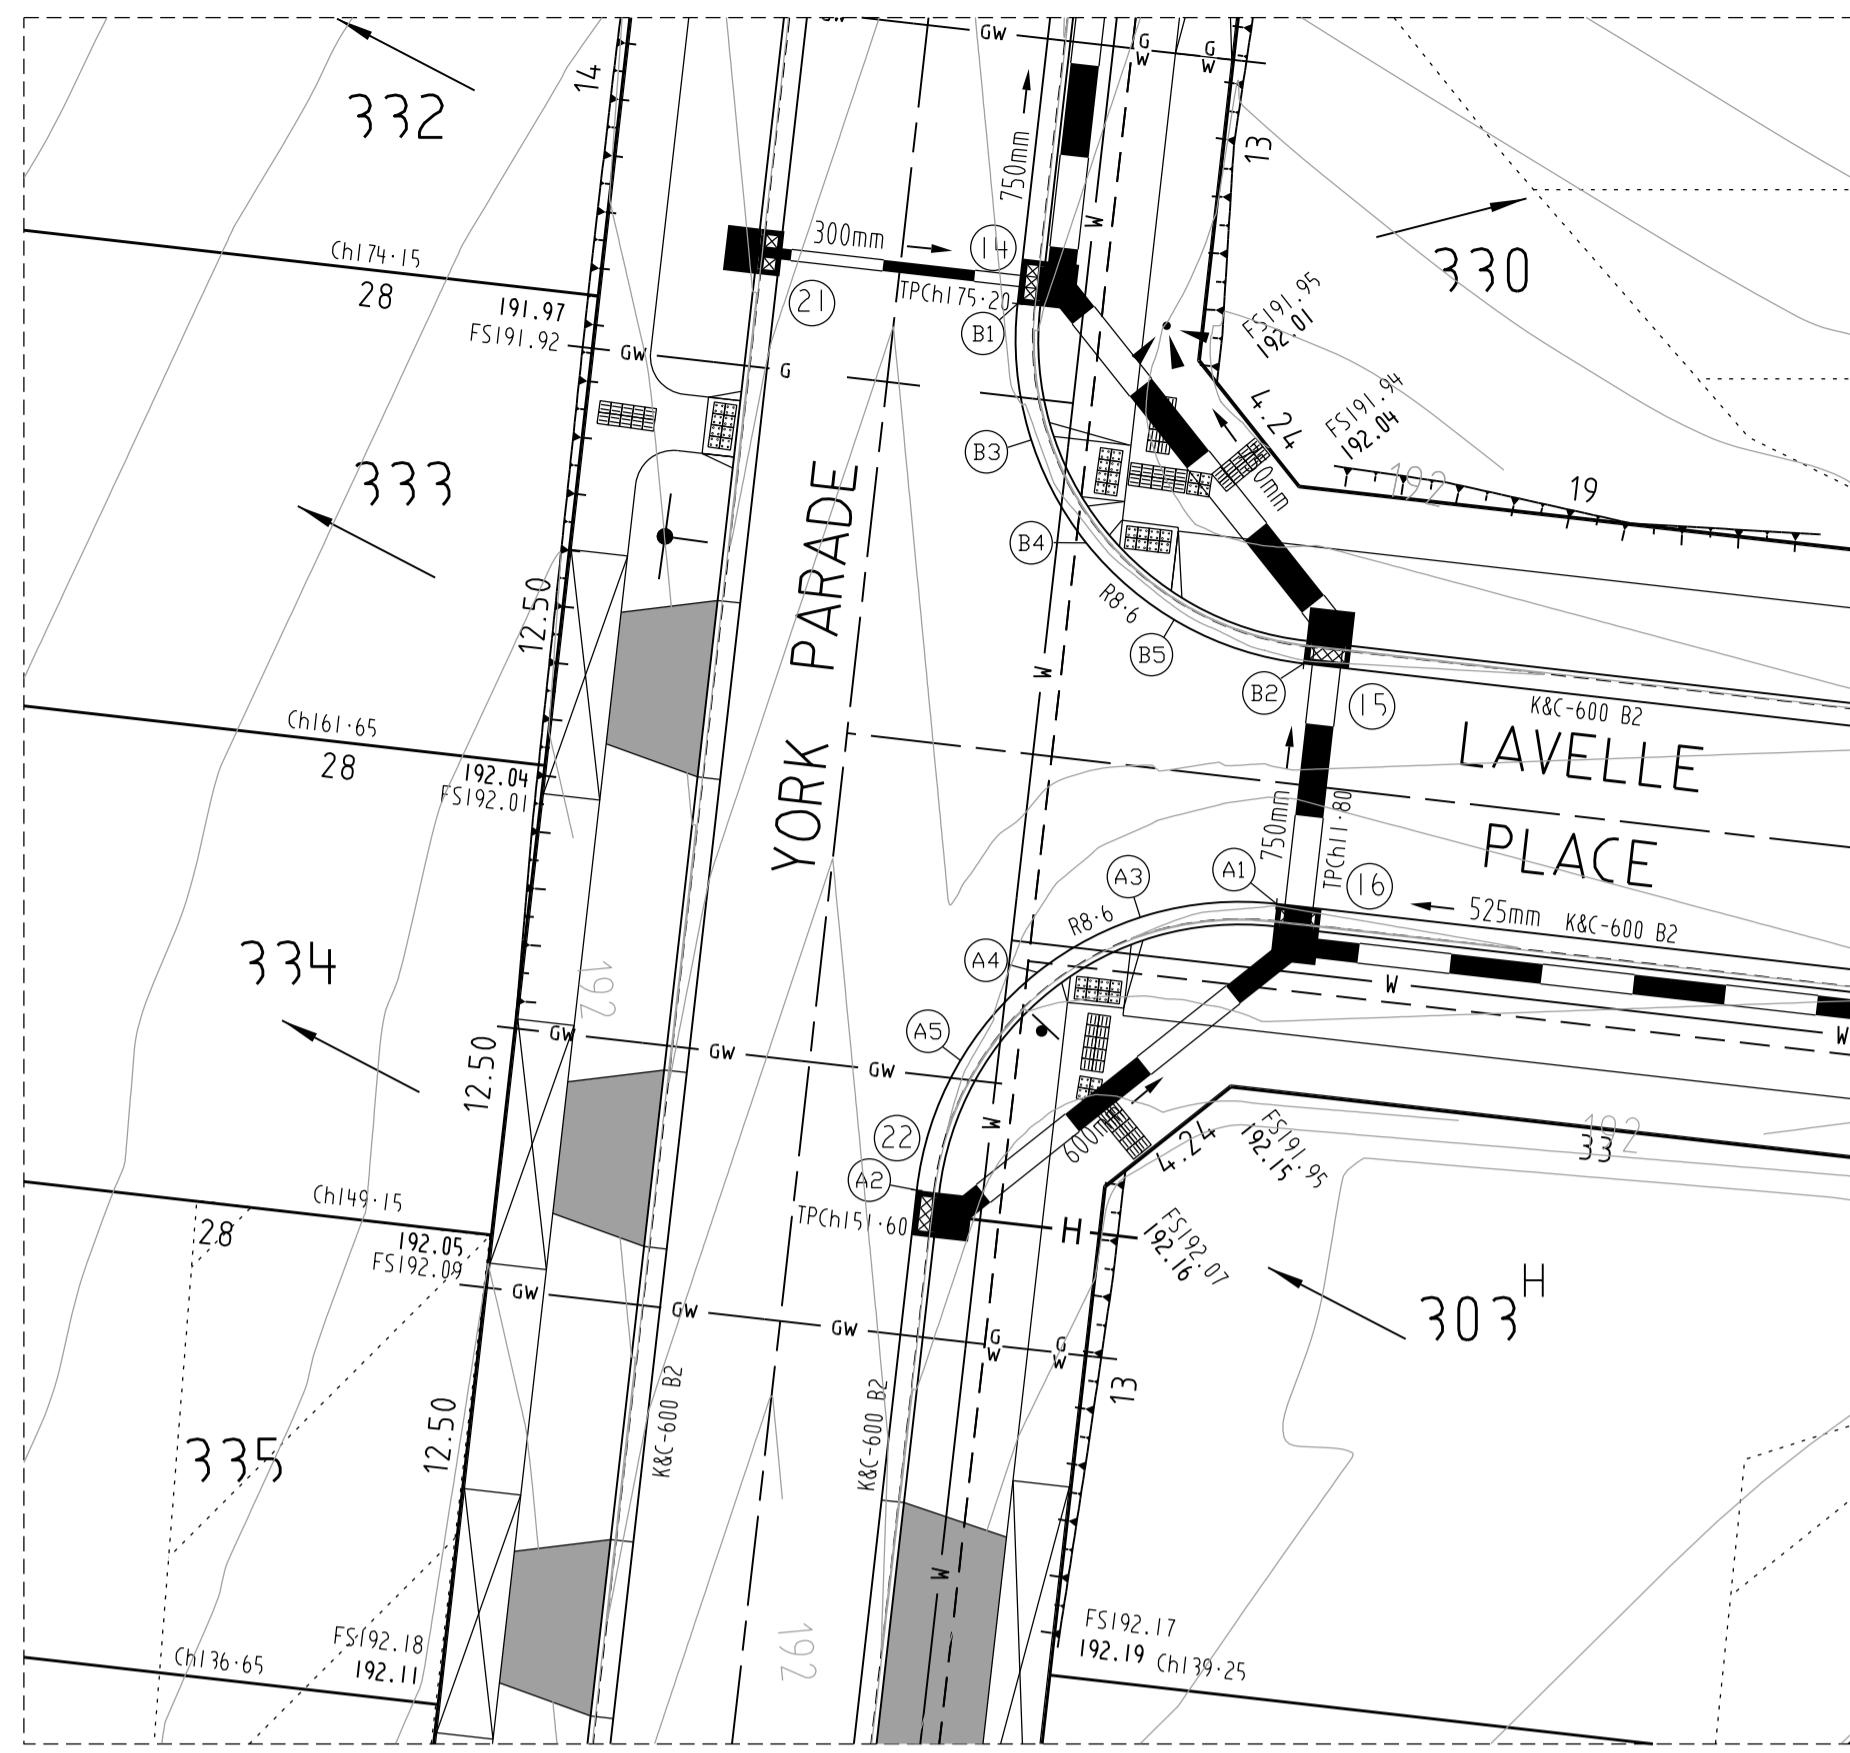 GW
G
W
G
W
14
332
750mm
13
W
330
Ch174·15
28
191.97
FS191.92
300mm
14
TPCh175·20
21
B1
FS191.95
192.01
GW
G
4.24
FS191.94
192.04
B3
333
192
19
B4
12.50
YORK PARADE
R8·6
B5
W
B2
15
K&C-600 B2
LAVELLE
PLACE
Ch161·65
28
192.04
FS192.01
750mm
TPCh11·80
A3
A1
16
R8·6
525mm
K&C-600 B2
A4
334
192
W
W
A5
GW
GW
GW
12.50
W
22
600mm
4.24
FS191.95
192.15
192
33
A2
TPCh151·60
H
FS192.07
192.16
Ch149·15
28
192.05
FS192.09
GW
GW
GW
G
W
G
W
303
H
13
K&C-600 B2
K&C-600 B2
12.50
335
W
192
FS192.18
192.11
Ch136·65
FS192.17
192.19
Ch139·25